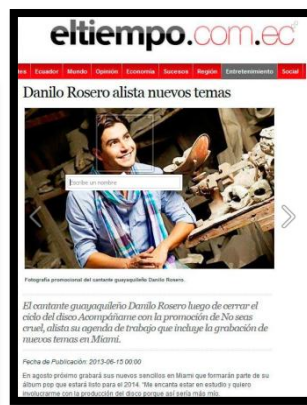 eltiempo.com.ec
Ecuador Mundo Opinión Economía Sucesos Región Entretenimiento Social
Danilo Rosero alista nuevos temas
Escribe un nombre
Fotografía promocional del cantante guayaquileño Danilo Rosero.
El cantante guayaquileño Danilo Rosero luego de cerrar el
ciclo del disco Acompáñame con la promoción de No seas
cruel, alista su agenda de trabajo que incluye la grabación de
nuevos temas en Miami.
Fecha de Publicación: 2013-06-15 00:00
En agosto próximo grabará sus nuevos sencillos en Miami que formarán parte de su
álbum pop que estará listo para el 2014. "Me encanta estar en estudio y quiero
involucrarme con la producción del disco porque así sería más mío.